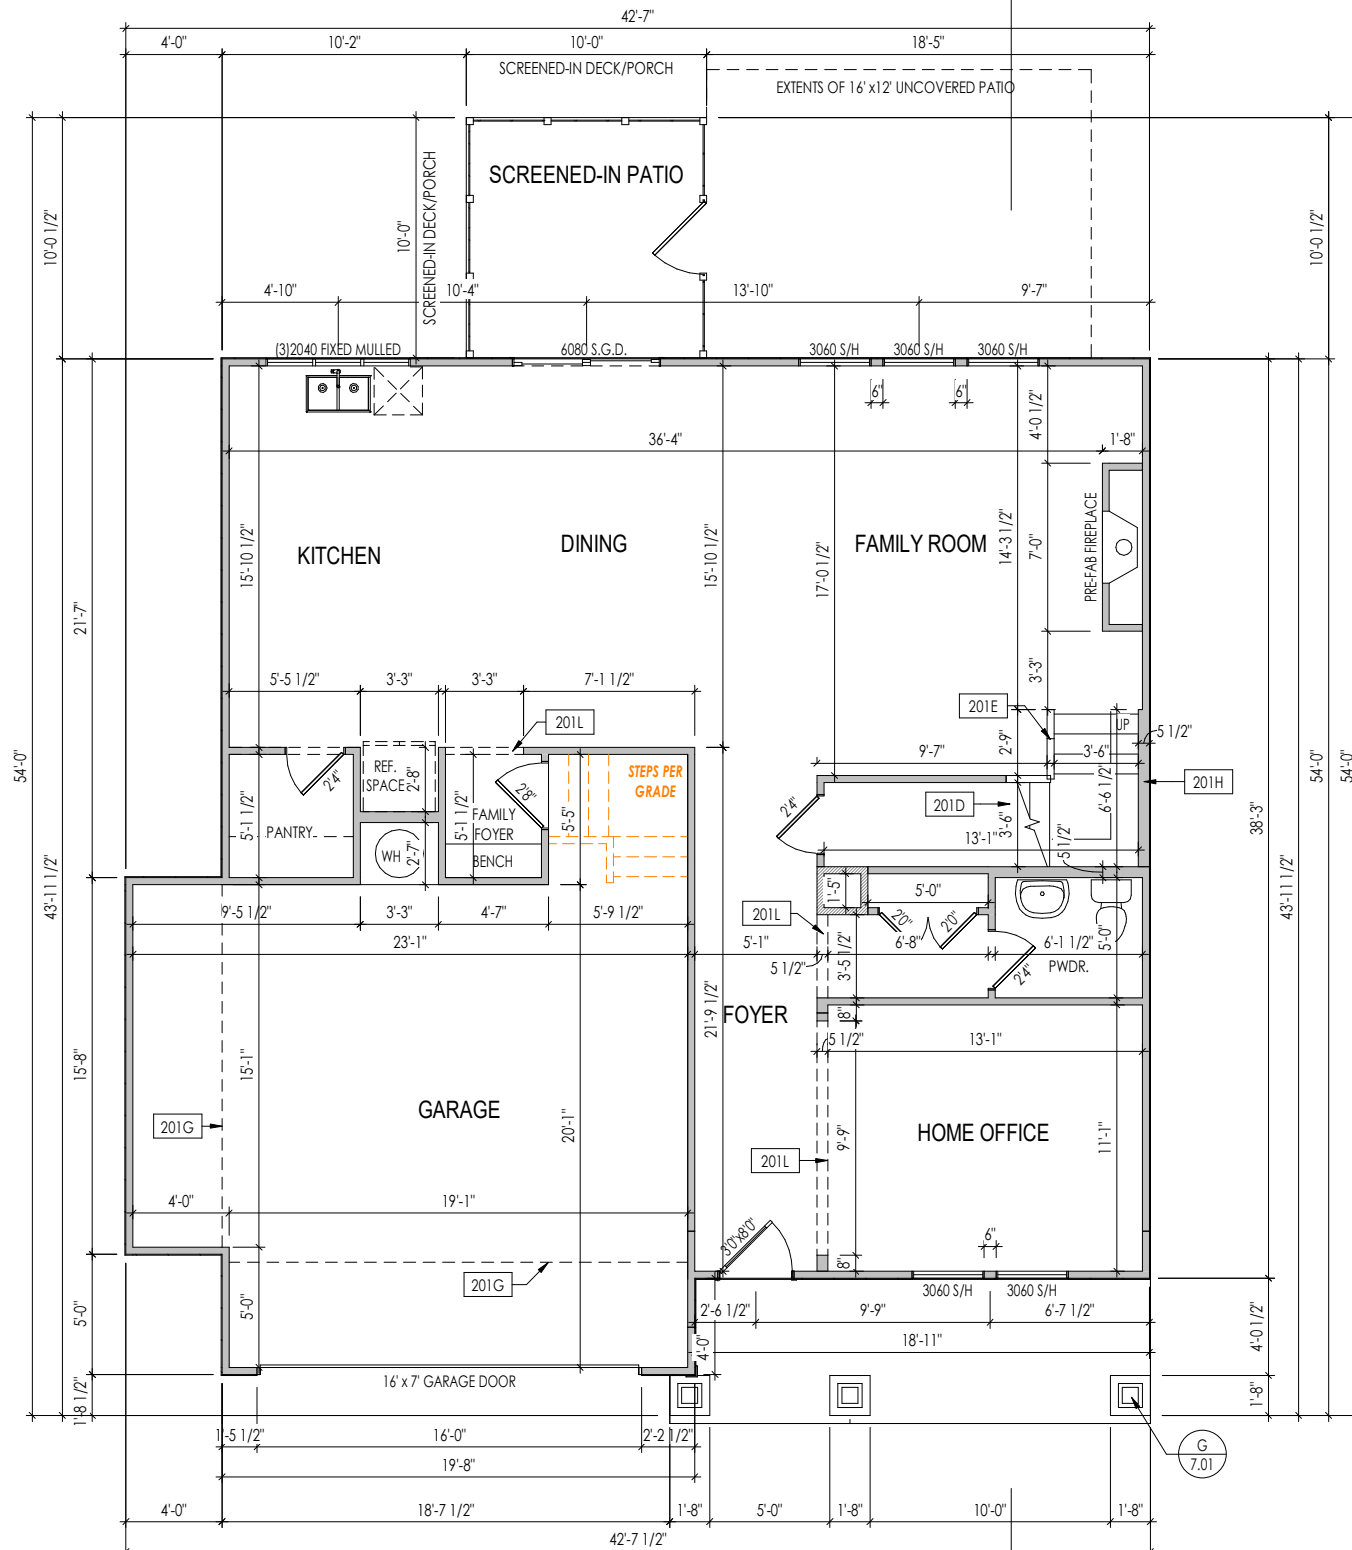 42'-7"
4'-0"
10'-2"
10'-0"
18'-5"
SCREENED-IN DECK/PORCH
EXTENTS OF 16' x12' UNCOVERED PATIO
SCREENED-IN PATIO
SCREENED-IN DECK/PORCH
10'-0"
10'-0 1/2"
10'-0 1/2"
4'-10"
10'-4"
13'-10"
9'-7"
(3)2040 FIXED MULLED
6080 S.G.D.
3060 S/H
3060 S/H
3060 S/H
6"
6"
4'-0 1/2"
36'-4"
1'-8"
15'-10 1/2"
KITCHEN
DINING
15'-10 1/2"
17'-0 1/2"
FAMILY ROOM
14'-3 1/2"
7'-0"
PRE-FAB FIREPLACE
21'-7"
5'-5 1/2"
3'-3"
3'-3"
7'-1 1/2"
3'-3"
201L
201E
UP
5 1/2"
54'-0"
54'-0"
54'-0"
9'-7"
2'-9"
3'-6"
REF.
SPACE
2'-8"
2'4"
2'8"
STEPS PER
GRADE
201H
6'-6 1/2"
5'-1 1/2"
PANTRY
5'-1 1/2"
FAMILY
FOYER
5'-5"
2'4"
201D
3'-6"
13'-1"
5 1/2"
38'-3"
WH
2'-7"
BENCH
43'-11 1/2"
43'-11 1/2"
1'-5"
5'-0"
9'-5 1/2"
3'-3"
4'-7"
5'-9 1/2"
201L
2'0"
2'0"
23'-1"
5'-1"
6'-8"
6'-1 1/2"
5'-0"
5 1/2"
3'-5 1/2"
2'4"
PWDR.
21'-9 1/2"
FOYER
8"
5 1/2"
13'-1"
15'-8"
15'-1"
GARAGE
20'-1"
201G
HOME OFFICE
9'-9"
11'-1"
201L
4'-0"
19'-1"
3'0"x8'0"
6"
8"
201G
3060 S/H
3060 S/H
5'-0"
5'-0"
2'-6 1/2"
9'-9"
6'-7 1/2"
4'-0"
18'-11"
4'-0 1/2"
16' x 7' GARAGE DOOR
1'-8 1/2"
1'-8"
1'-5 1/2"
16'-0"
2'-2 1/2"
G
7.01
19'-8"
4'-0"
18'-7 1/2"
1'-8"
5'-0"
1'-8"
10'-0"
1'-8"
42'-7 1/2"